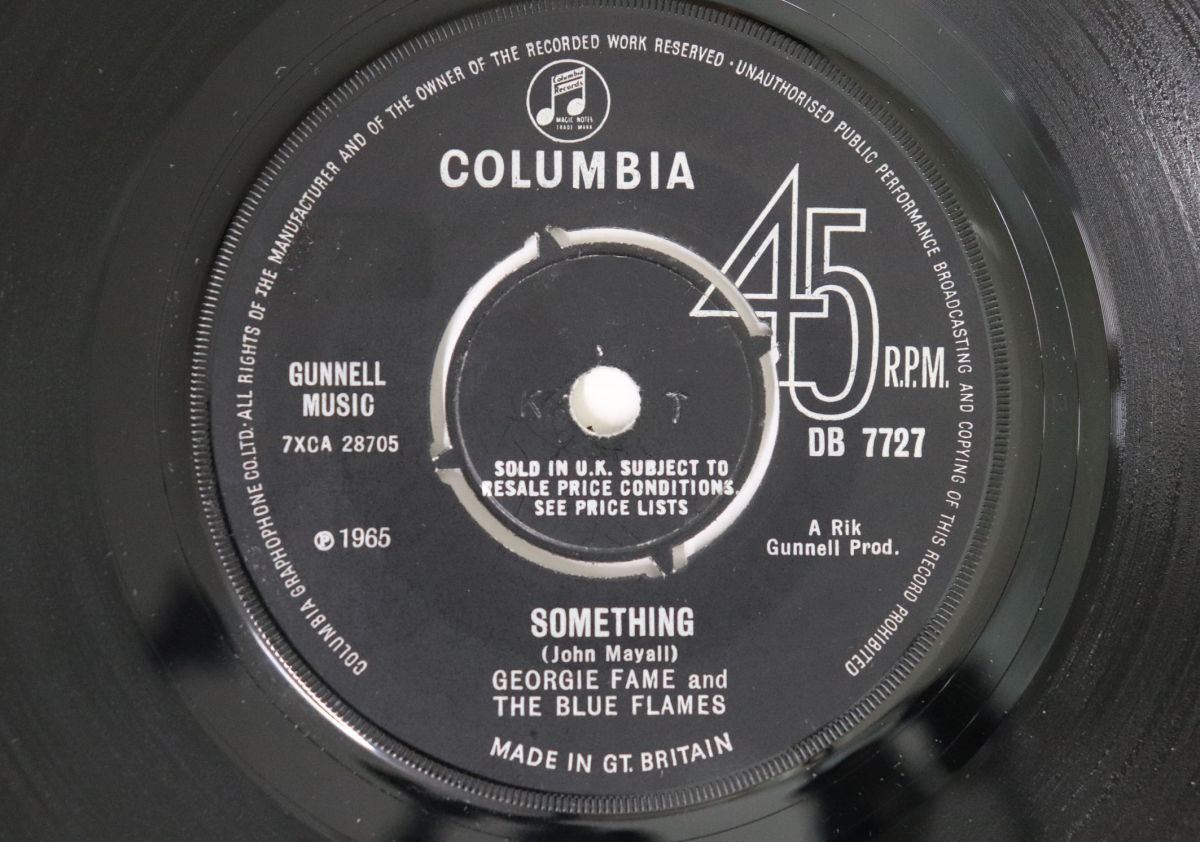 COLUMBIA GRAPHOPHONE CO.LTD. · ALL RIGHTS OF THE MANUFACTURER AND OF THE OWNER OF THE RECORDED WORK RESERVED · UNAUTHORISED PUBLIC PERFORMANCE BROADCASTING AND COPYING OF THIS RECORD PROHIBITED
Columbia
Records
MAGIC NOTES
TRADE MARK
COLUMBIA
45
R.P.M.
DB 7727
GUNNELL
MUSIC
7XCA 28705
K T
SOLD IN U.K. SUBJECT TO
RESALE PRICE CONDITIONS.
SEE PRICE LISTS
℗ 1965
A Rik
Gunnell Prod.
SOMETHING
(John Mayall)
GEORGIE FAME and
THE BLUE FLAMES
MADE IN GT. BRITAIN